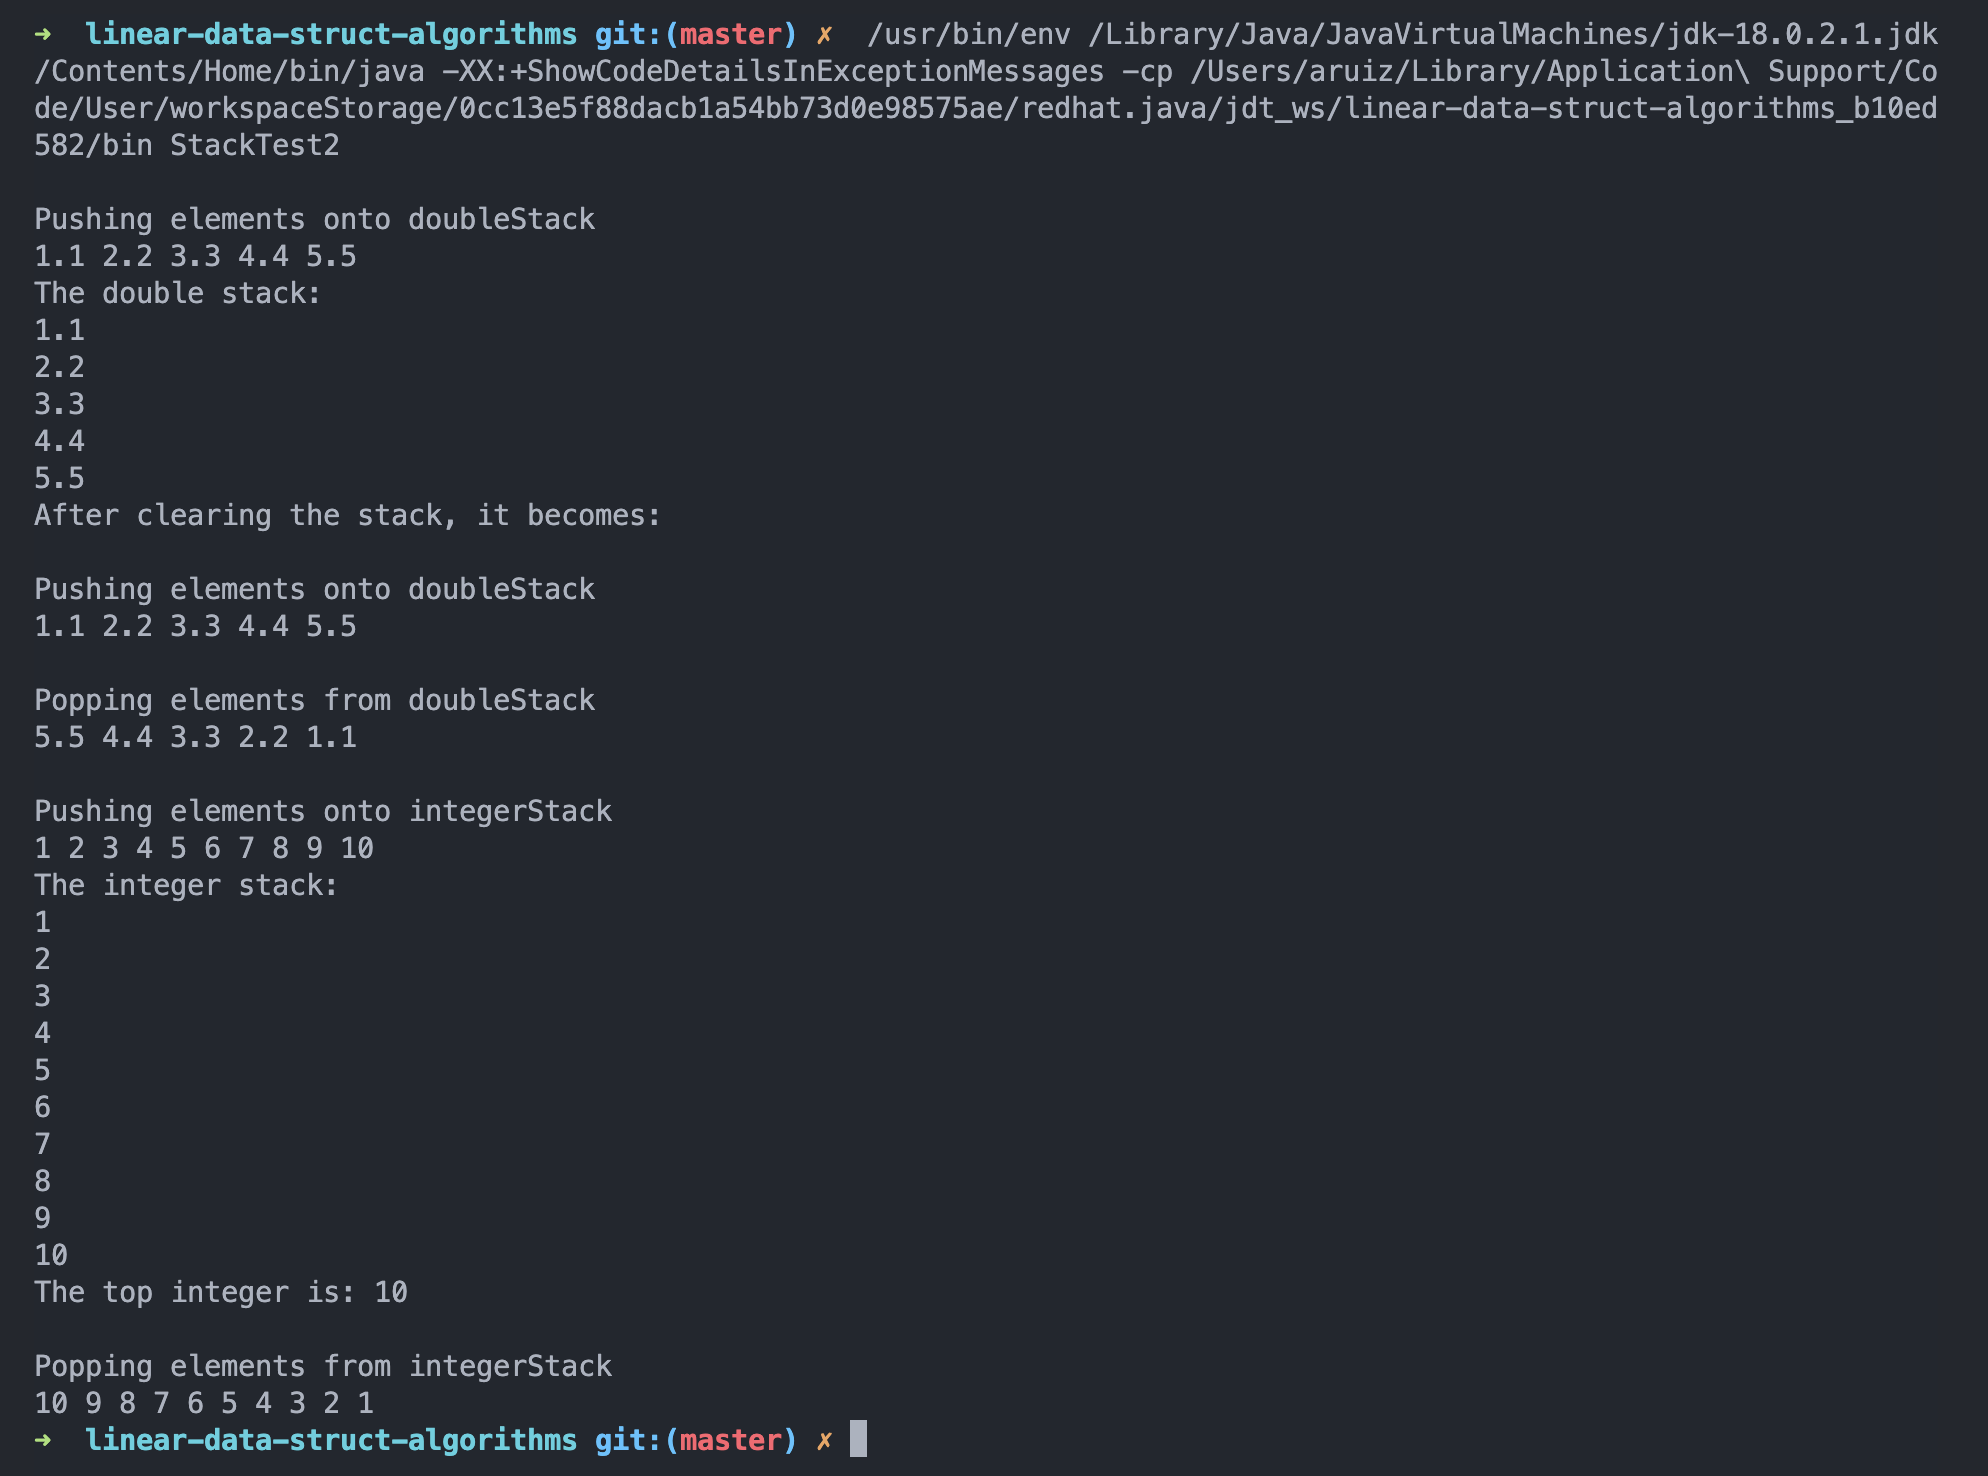 ➜  linear-data-struct-algorithms git:(master) ✗  /usr/bin/env /Library/Java/JavaVirtualMachines/jdk-18.0.2.1.jdk
/Contents/Home/bin/java -XX:+ShowCodeDetailsInExceptionMessages -cp /Users/aruiz/Library/Application\ Support/Co
de/User/workspaceStorage/0cc13e5f88dacb1a54bb73d0e98575ae/redhat.java/jdt_ws/linear-data-struct-algorithms_b10ed
582/bin StackTest2

Pushing elements onto doubleStack
1.1 2.2 3.3 4.4 5.5
The double stack:
1.1
2.2
3.3
4.4
5.5
After clearing the stack, it becomes:

Pushing elements onto doubleStack
1.1 2.2 3.3 4.4 5.5

Popping elements from doubleStack
5.5 4.4 3.3 2.2 1.1

Pushing elements onto integerStack
1 2 3 4 5 6 7 8 9 10
The integer stack:
1
2
3
4
5
6
7
8
9
10
The top integer is: 10

Popping elements from integerStack
10 9 8 7 6 5 4 3 2 1
➜  linear-data-struct-algorithms git:(master) ✗